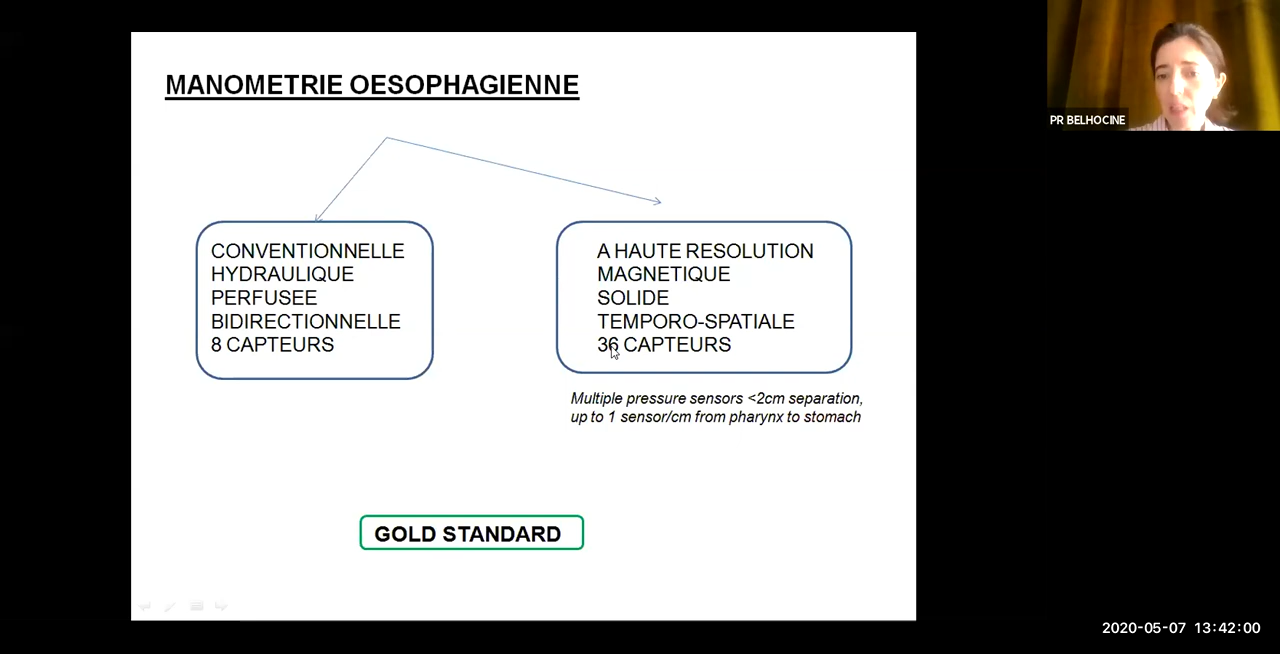 MANOMETRIE OESOPHAGIENNE
PR BELHOCINE
CONVENTIONNELLE
HYDRAULIQUE
PERFUSEE
BIDIRECTIONNELLE
8 CAPTEURS
A HAUTE RESOLUTION
MAGNETIQUE
SOLIDE
TEMPORO-SPATIALE
36 CAPTEURS
Multiple pressure sensors <2cm separation,
up to 1 sensor/cm from pharynx to stomach
GOLD STANDARD
2020-05-07 13:42:00